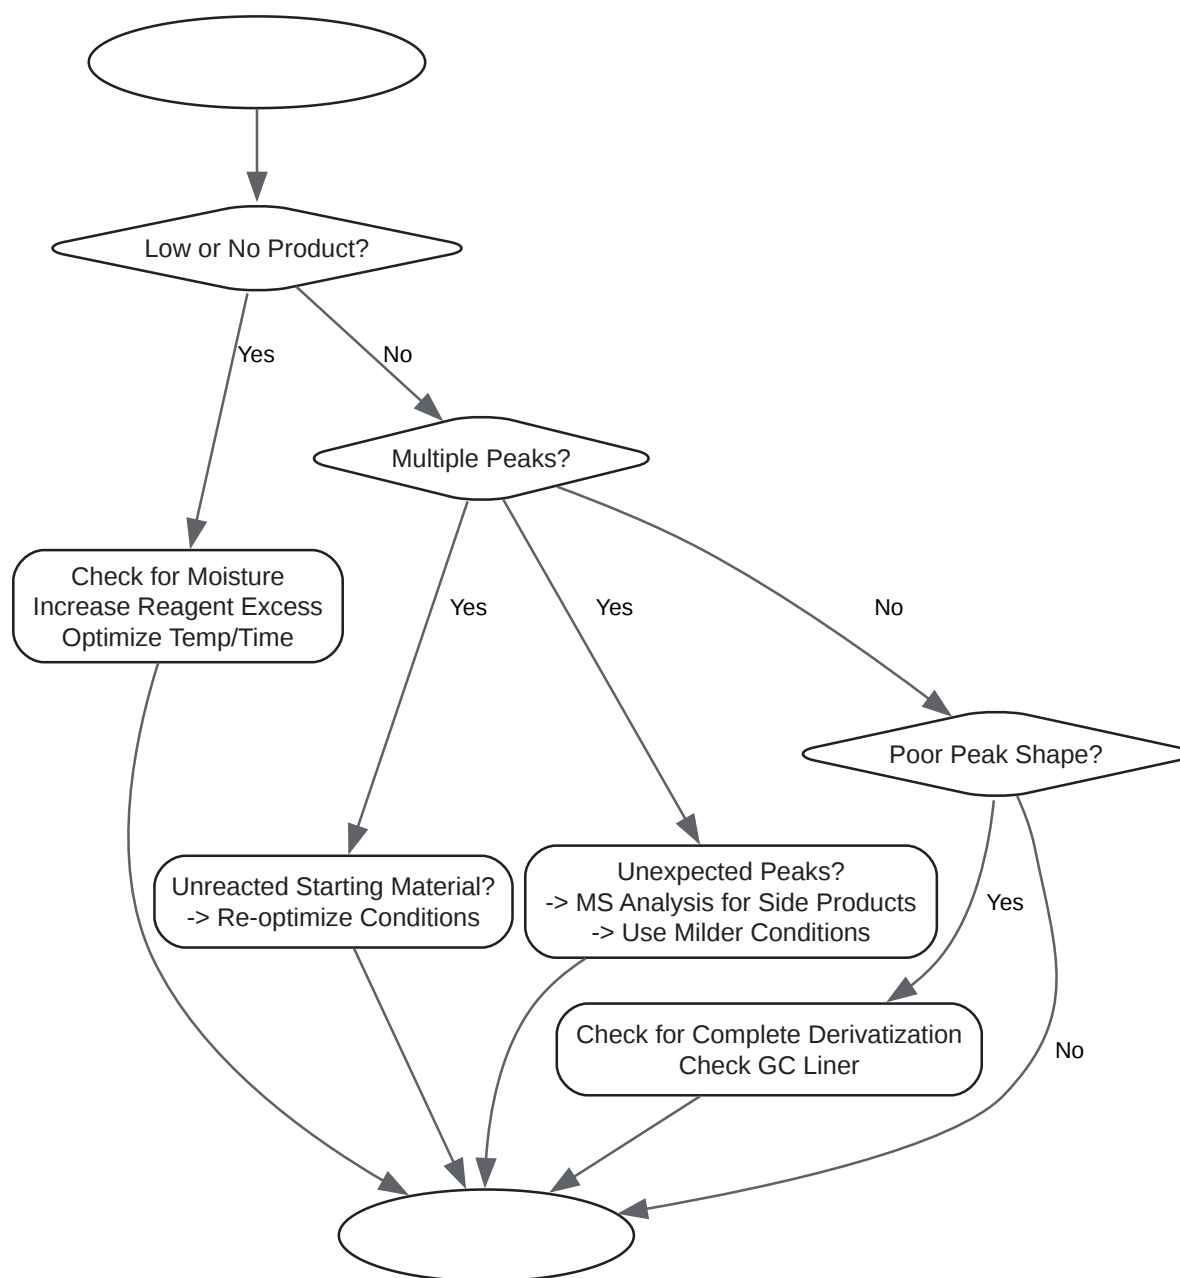 Low or No Product?
Yes
No
Multiple Peaks?
Check for Moisture
Increase Reagent Excess
Optimize Temp/Time
Yes
Yes
No
Poor Peak Shape?
Unreacted Starting Material?
-> Re-optimize Conditions
Unexpected Peaks?
-> MS Analysis for Side Products
-> Use Milder Conditions
Yes
Check for Complete Derivatization
Check GC Liner
No